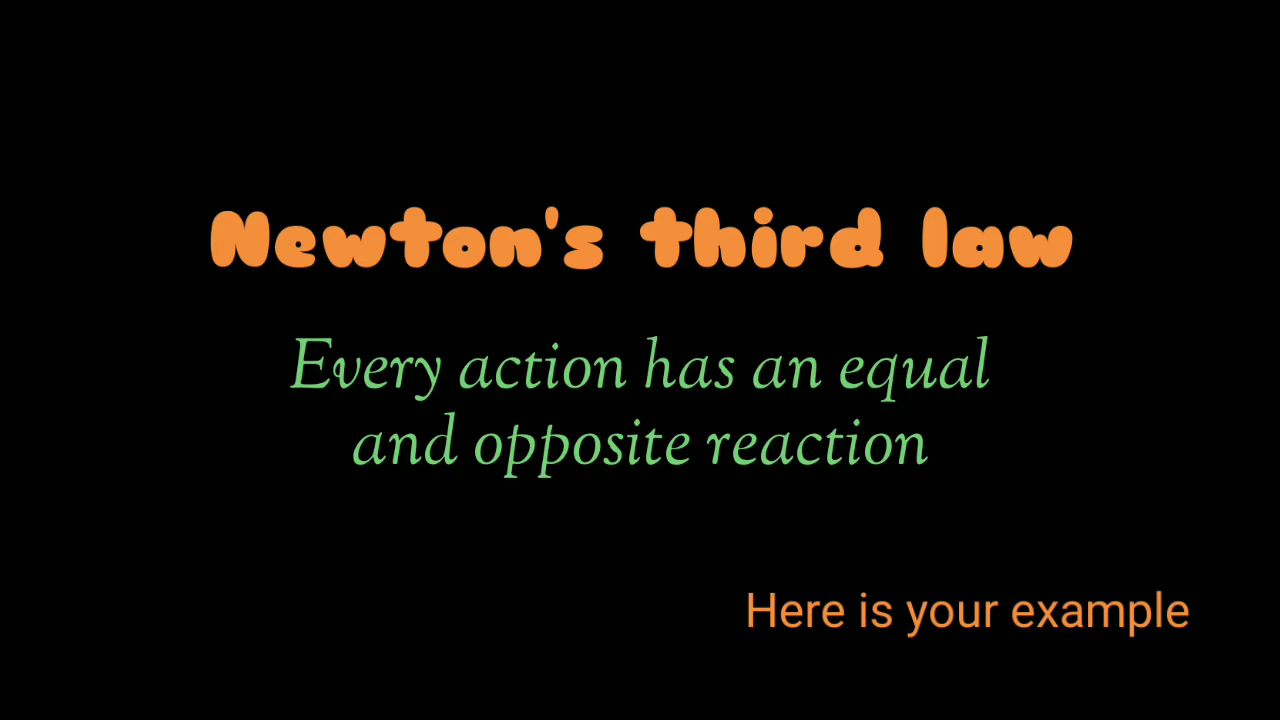 Newton's third law
Every action has an equal
and opposite reaction
Here is your example